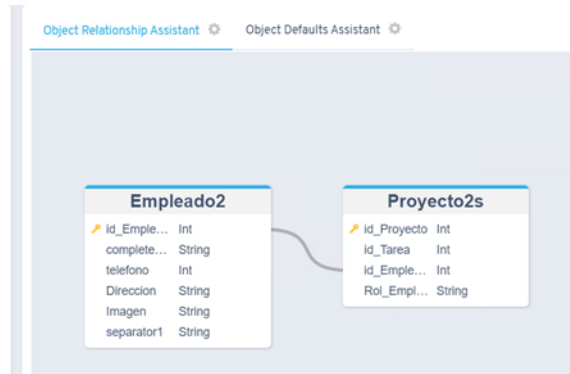 Object Relationship Assistant Object Defaults Assistant
Empleado2
id_Emple... Int
complete... String
telefono Int
Direccion String
Imagen String
separator1 String
Proyecto2s
id_Proyecto Int
id_Tarea Int
id_Emple... Int
Rol_Empl... String